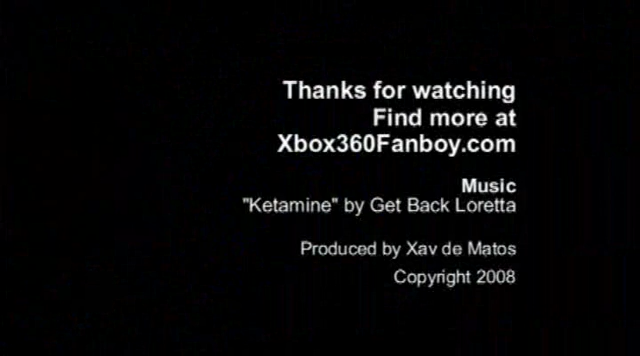 Thanks for watching
Find more at
Xbox360Fanboy.com
Music
"Ketamine" by Get Back Loretta
Produced by Xav de Matos
Copyright 2008